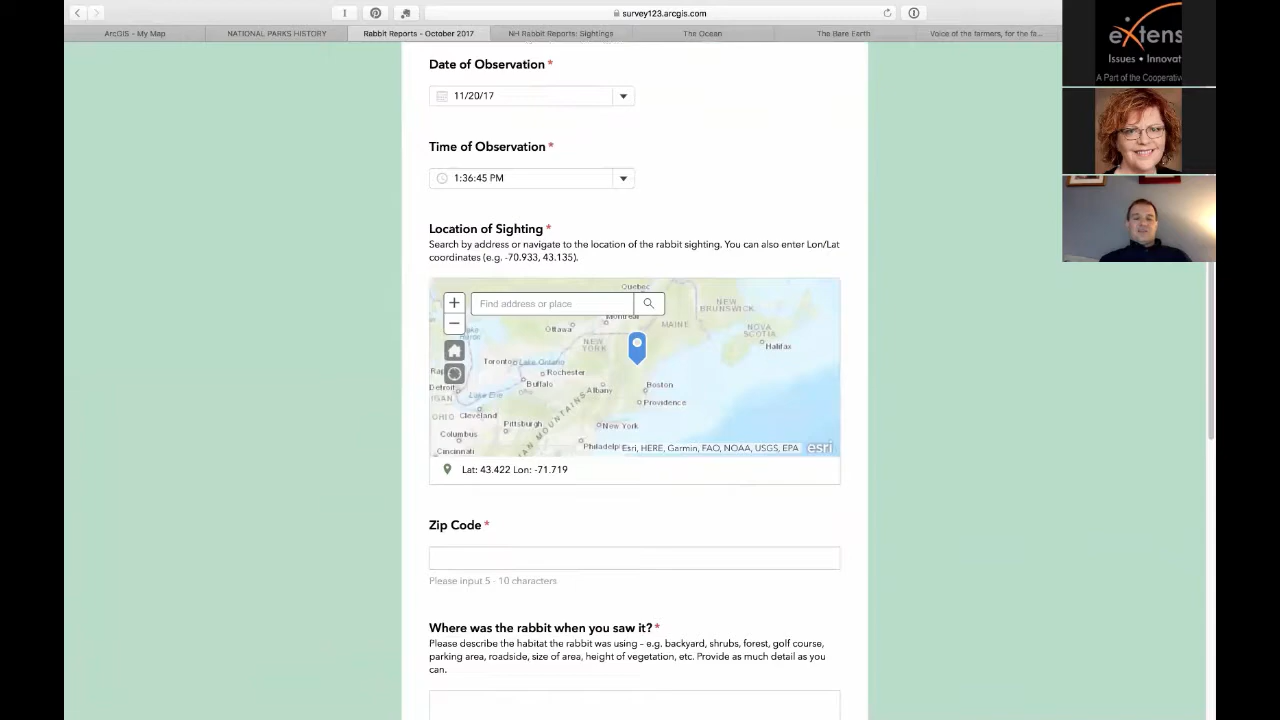 survey123.arcgis.com
ArcGIS - My Map
NATIONAL PARKS HISTORY
Rabbit Reports - October 2017
NH Rabbit Reports: Sightings
The Ocean
The Bare Earth
Voice of the farmers, for the fa...
eXtens
Issues • Innovat
A Part of the Cooperativ
Date of Observation *
11/20/17
Time of Observation *
1:36:45 PM
Location of Sighting *
Search by address or navigate to the location of the rabbit sighting. You can also enter Lon/Lat
coordinates (e.g. -70.933, 43.135).
+
Find address or place
−
Quebec
NEW
BRUNSWICK
Montreal
MAINE
Ottawa
NOVA
SCOTIA
Halifax
NEW
YORK
Toronto
Lake Ontario
Rochester
Detroit
Buffalo
Albany
Boston
IGAN
Lake Erie
Providence
OHIO
Cleveland
Pittsburgh
New York
Columbus
AN MOUNTAINS
Philadelp
Cincinnati
Esri, HERE, Garmin, FAO, NOAA, USGS, EPA
esri
Lat: 43.422 Lon: -71.719
Zip Code *
Please input 5 - 10 characters
Where was the rabbit when you saw it? *
Please describe the habitat the rabbit was using - e.g. backyard, shrubs, forest, golf course,
parking area, roadside, size of area, height of vegetation, etc. Provide as much detail as you
can.